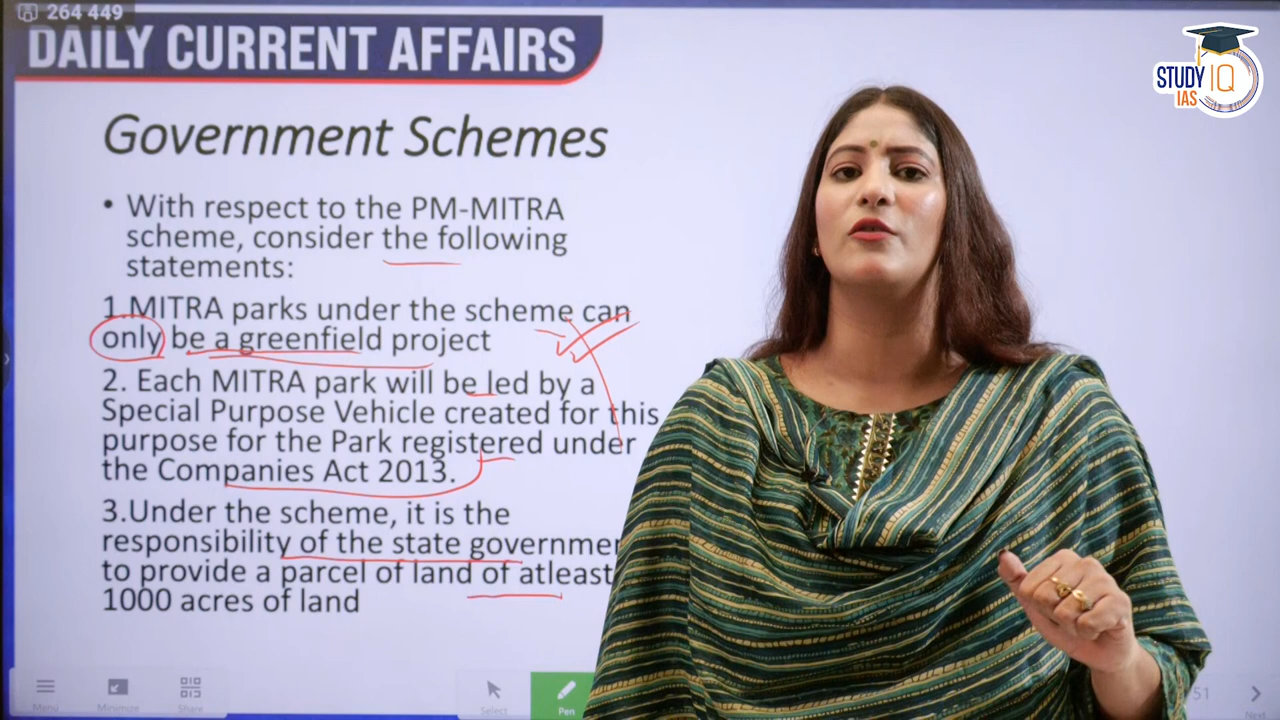 264 449
DAILY CURRENT AFFAIRS
STUDY IQ
IAS
Government Schemes
• With respect to the PM-MITRA
scheme, consider the following
statements:
1.MITRA parks under the scheme can
only be a greenfield project
2. Each MITRA park will be led by a
Special Purpose Vehicle created for this
purpose for the Park registered under
the Companies Act 2013.
3.Under the scheme, it is the
responsibility of the state governmen
to provide a parcel of land of atleast
1000 acres of land
Menu Minimize Share Select Pen 51 Next